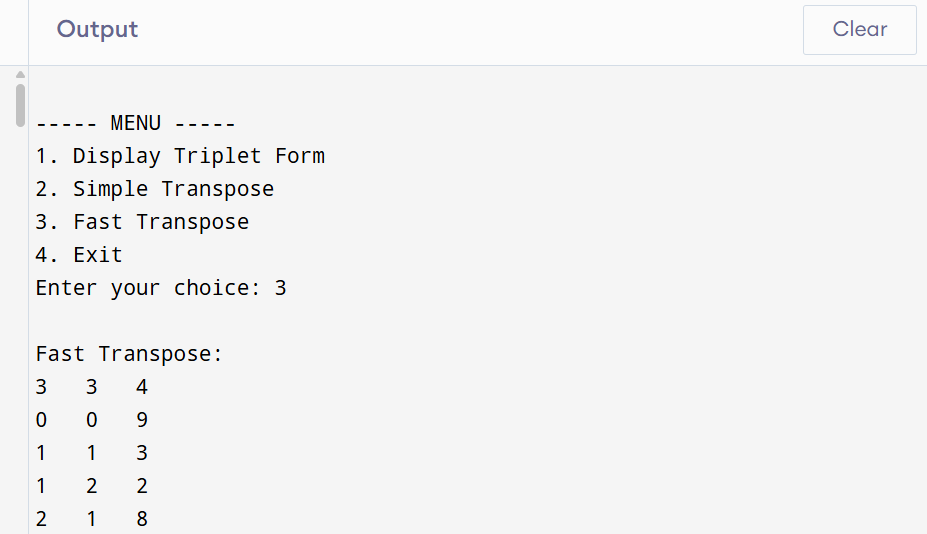 Output
Clear
----- MENU -----
1. Display Triplet Form
2. Simple Transpose
3. Fast Transpose
4. Exit
Enter your choice: 3
Fast Transpose:
3   3   4
0   0   9
1   1   3
1   2   2
2   1   8